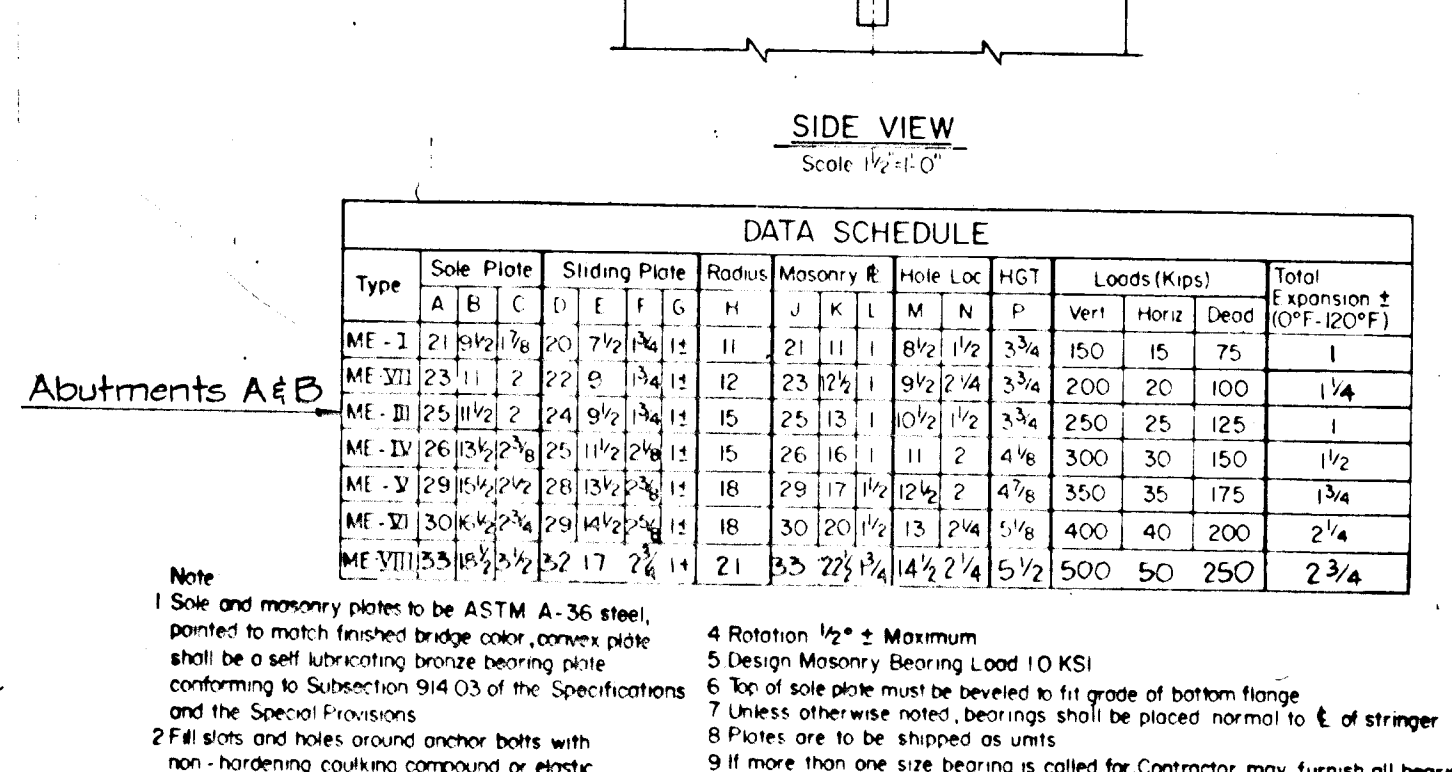 SIDE VIEW
Scale 1½"=1'-0"
DATA SCHEDULE
Type Sole Plate Sliding Plate Radius Masonry ℄ Hole Loc HGT Loads (Kips) Total Expansion ± (0°F-120°F)
A B C D E F G H J K L M N P Vert Horiz Dead
ME - I 21 9½ 1⅞ 20 7½ 1¾ 1± 11 21 11 1 8½ 1½ 3¾ 150 15 75 1
ME-VII 23 11 2 22 9 1¾ 1± 12 23 12½ 1 9½ 2¼ 3¾ 200 20 100 1¼
Abutments A & B
ME - III 25 11½ 2 24 9½ 1¾ 1± 15 25 13 1 10½ 1½ 3¾ 250 25 125 1
ME - IV 26 13½ 2⅜ 25 11½ 2⅛ 1± 15 26 16 1 11 2 4⅛ 300 30 150 1½
ME - V 29 15½ 2½ 28 13½ 2⅜ 1± 18 29 17 1½ 12½ 2 4⅞ 350 35 175 1¾
ME - VI 30 16½ 2¾ 29 14½ 2⅝ 1± 18 30 20 1½ 13 2¼ 5⅛ 400 40 200 2¼
ME-VIII 33 18½ 3½ 32 17 2¾ 1± 21 33 22½ 1¾ 14½ 2¼ 5½ 500 50 250 2¾
Note
1 Sole and masonry plates to be ASTM A-36 steel,
painted to match finished bridge color, convex plate
shall be a self lubricating bronze bearing plate
conforming to Subsection 914 03 of the Specifications
and the Special Provisions
2 Fill slots and holes around anchor bolts with
non-hardening caulking compound or elastic
4 Rotation ½° ± Maximum
5 Design Masonry Bearing Load 1 0 KSI
6 Top of sole plate must be beveled to fit grade of bottom flange
7 Unless otherwise noted, bearings shall be placed normal to ℄ of stringer
8 Plates are to be shipped as units
9 If more than one size bearing is called for Contractor may furnish all